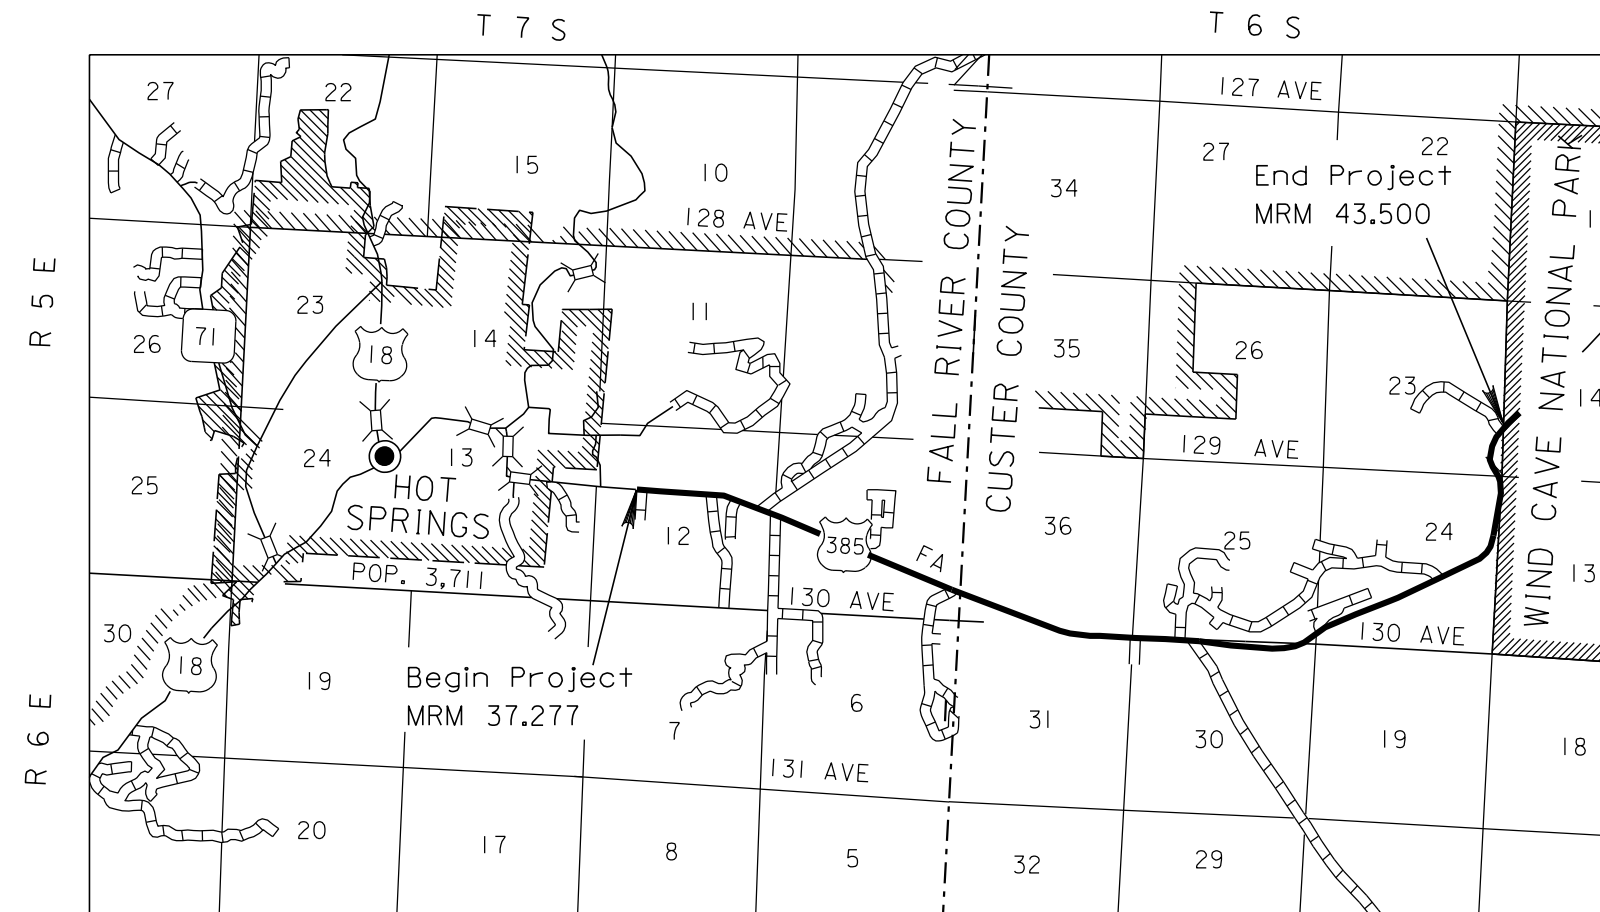 T 7 S
T 6 S
27
22
127 AVE
15
10
34
27
22
End Project
MRM 43.500
128 AVE
FALL RIVER COUNTY
CUSTER COUNTY
WIND CAVE NATIONAL PARK
R 5 E
23
11
26
71
18
14
35
26
23
14
24
13
129 AVE
25
HOT
SPRINGS
POP. 3,711
12
385
FA
36
25
24
13
130 AVE
130 AVE
30
18
19
Begin Project
MRM 37.277
7
6
31
30
19
18
R 6 E
131 AVE
20
17
8
5
32
29